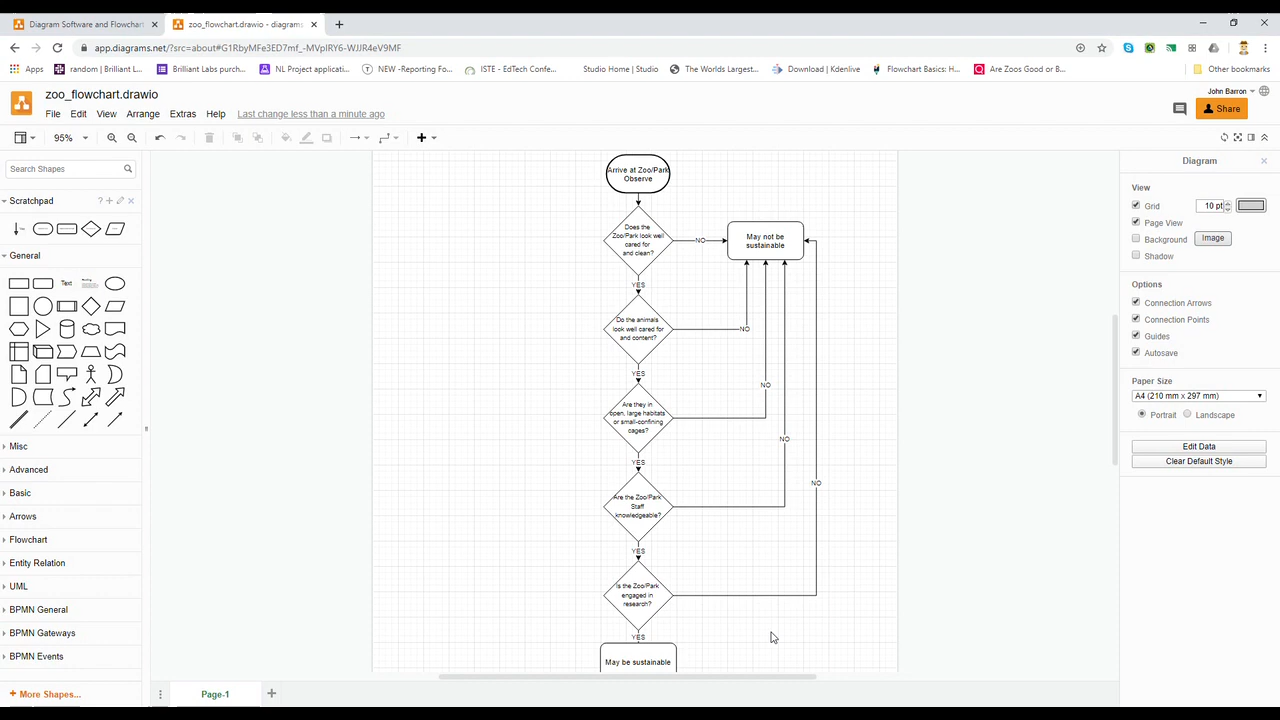 Diagram Software and Flowchart
zoo_flowchart.drawio - diagrams
app.diagrams.net/?src=about#G1RbyMFe3ED7mf_-MVplRY6-WJJR4eV9MF
Apps
random | Brilliant L...
Brilliant Labs purch...
NL Project applicati...
NEW -Reporting Fo...
ISTE - EdTech Confe...
Studio Home | Studio
The Worlds Largest...
Download | Kdenlive
Flowchart Basics: H...
Are Zoos Good or B...
Other bookmarks
zoo_flowchart.drawio
John Barron
File Edit View Arrange Extras Help Last change less than a minute ago
Share
95%
Search Shapes
Scratchpad
General
Text
Misc
Advanced
Basic
Arrows
Flowchart
Entity Relation
UML
BPMN General
BPMN Gateways
BPMN Events
+ More Shapes...
Page-1
Arrive at Zoo/Park
Observe
Does the
Zoo/Park look well
cared for
and clean?
NO
May not be
sustainable
YES
Do the animals
look well cared for
and content?
NO
YES
Are they in
open, large habitats
or small-confining
cages?
NO
YES
Are the Zoo/Park
Staff
knowledgeable?
NO
YES
Is the Zoo/Park
engaged in
research?
NO
YES
May be sustainable
Diagram
View
Grid
10 pt
Page View
Background
Image
Shadow
Options
Connection Arrows
Connection Points
Guides
Autosave
Paper Size
A4 (210 mm x 297 mm)
Portrait
Landscape
Edit Data
Clear Default Style